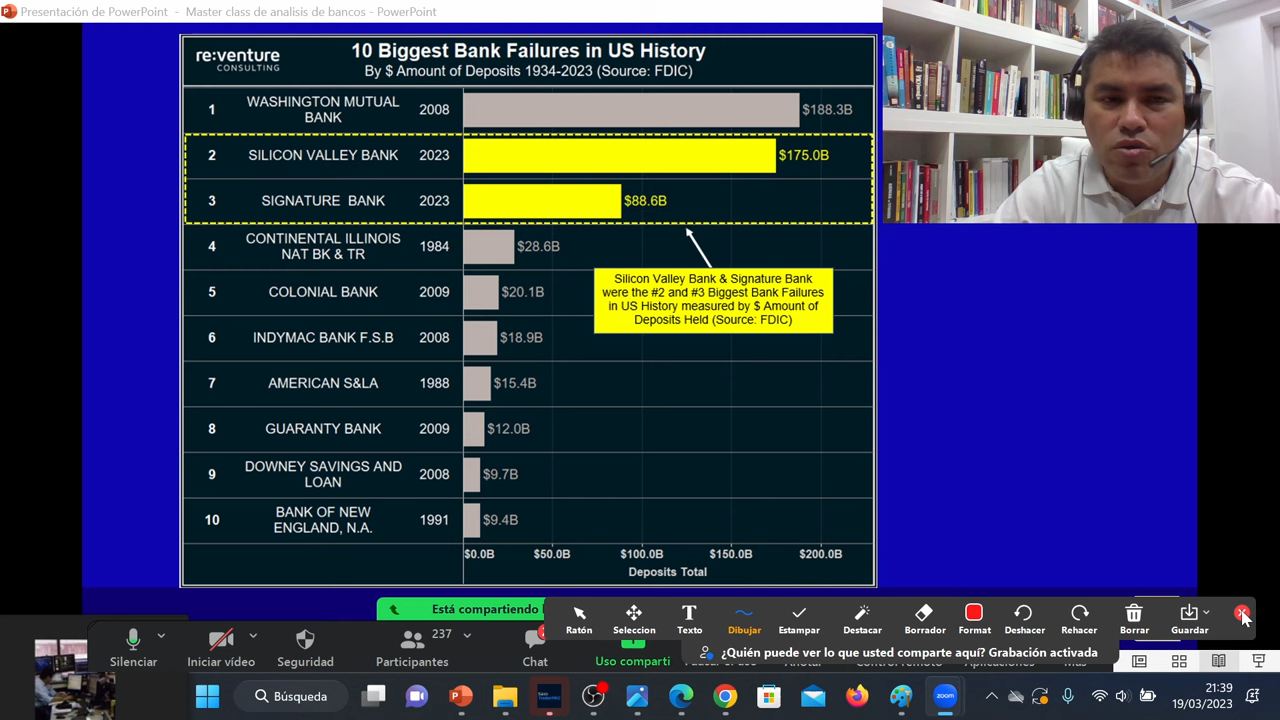 Presentación de PowerPoint - Master class de analisis de bancos - PowerPoint
re:venture
CONSULTING
10 Biggest Bank Failures in US History
By $ Amount of Deposits 1934-2023 (Source: FDIC)
1 WASHINGTON MUTUAL BANK 2008 $188.3B
2 SILICON VALLEY BANK 2023 $175.0B
3 SIGNATURE BANK 2023 $88.6B
4 CONTINENTAL ILLINOIS NAT BK & TR 1984 $28.6B
Silicon Valley Bank & Signature Bank
were the #2 and #3 Biggest Bank Failures
in US History measured by $ Amount of
Deposits Held (Source: FDIC)
5 COLONIAL BANK 2009 $20.1B
6 INDYMAC BANK F.S.B 2008 $18.9B
7 AMERICAN S&LA 1988 $15.4B
8 GUARANTY BANK 2009 $12.0B
9 DOWNEY SAVINGS AND LOAN 2008 $9.7B
10 BANK OF NEW ENGLAND, N.A. 1991 $9.4B
$0.0B $50.0B $100.0B $150.0B $200.0B
Deposits Total
Está compartiendo
Ratón Seleccion Texto Dibujar Estampar Destacar Borrador Format Deshacer Rehacer Borrar Guardar
¿Quién puede ver lo que usted comparte aquí? Grabación activada
237
Silenciar Iniciar vídeo Seguridad Participantes Chat Uso comparti
Búsqueda
zoom
21:39
19/03/2023